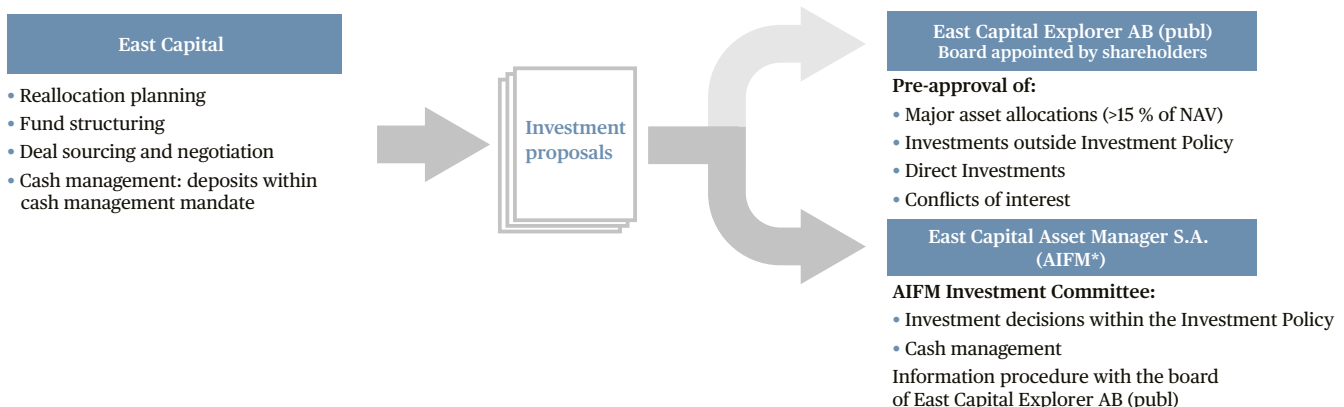 East Capital
• Reallocation planning
• Fund structuring
• Deal sourcing and negotiation
• Cash management: deposits within
cash management mandate
Investment
proposals
East Capital Explorer AB (publ)
Board appointed by shareholders
Pre-approval of:
• Major asset allocations (>15 % of NAV)
• Investments outside Investment Policy
• Direct Investments
• Conflicts of interest
East Capital Asset Manager S.A.
(AIFM*)
AIFM Investment Committee:
• Investment decisions within the Investment Policy
• Cash management
Information procedure with the board
of East Capital Explorer AB (publ)